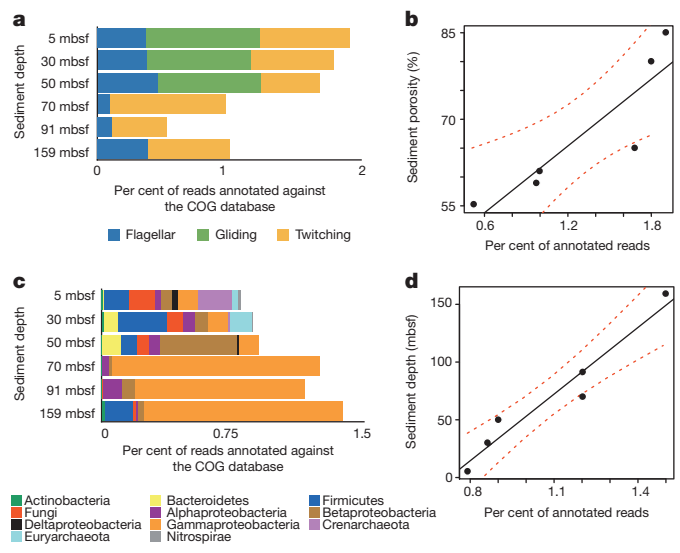 a
Sediment depth
5 mbsf
30 mbsf
50 mbsf
70 mbsf
91 mbsf
159 mbsf
0 1 2
Per cent of reads annotated against
the COG database
Flagellar Gliding Twitching
b
Sediment porosity (%)
85
70
55
0.6 1.2 1.8
Per cent of annotated reads
c
Sediment depth
5 mbsf
30 mbsf
50 mbsf
70 mbsf
91 mbsf
159 mbsf
0 0.75 1.5
Per cent of reads annotated against
the COG database
Actinobacteria Bacteroidetes Firmicutes
Fungi Alphaproteobacteria Betaproteobacteria
Deltaproteobacteria Gammaproteobacteria Crenarchaeota
Euryarchaeota Nitrospirae
d
Sediment depth (mbsf)
150
100
50
0
0.8 1.1 1.4
Per cent of annotated reads